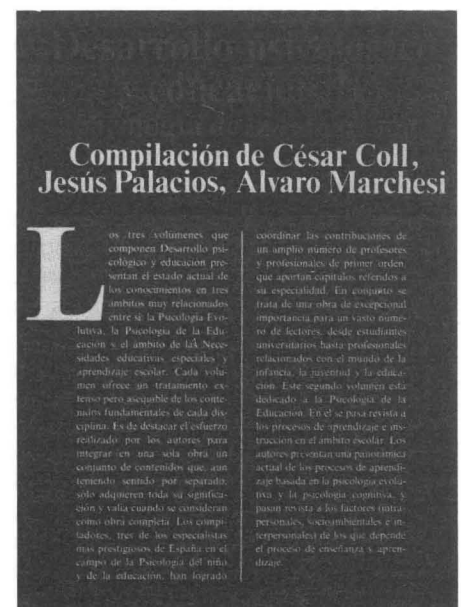 Desarrollo psicológico
y educación, II
Compilación de César Coll,
Jesús Palacios, Alvaro Marchesi
Los tres volúmenes que
componen Desarrollo psi-
cológico y educación pre-
sentan el estado actual de
los conocimientos en tres
ámbitos muy relacionados
entre sí: la Psicología Evo-
lutiva, la Psicología de la Edu-
cación y el ámbito de las Nece-
sidades educativas especiales y
aprendizaje escolar. Cada volu-
men ofrece un tratamiento ex-
tenso pero asequible de los conte-
nidos fundamentales de cada dis-
ciplina. Es de destacar el esfuerzo
realizado por los autores para
integrar en una sola obra un
conjunto de contenidos que, aun
teniendo sentido por separado,
sólo adquieren toda su significa-
ción y valía cuando se consideran
como obra completa. Los compi-
ladores, tres de los especialistas
más prestigiosos de España en el
campo de la Psicología del niño
y de la educación, han logrado
coordinar las contribuciones de
un amplio número de profesores
y profesionales de primer orden,
que aportan capítulos referidos a
su especialidad. En conjunto se
trata de una obra de excepcional
importancia para un vasto núme-
ro de lectores, desde estudiantes
universitarios hasta profesionales
relacionados con el mundo de la
infancia, la juventud y la educa-
ción. Este segundo volumen está
dedicado a la Psicología de la
Educación. En él se pasa revista a
los procesos de aprendizaje e ins-
trucción en el ámbito escolar. Los
autores presentan una panorámica
actual de los procesos de aprendi-
zaje basada en la psicología evolu-
tiva y la psicología cognitiva, y
pasan revista a los factores (intra-
personales, socioambientales e in-
terpersonales) de los que depende
el proceso de enseñanza y apren-
dizaje.